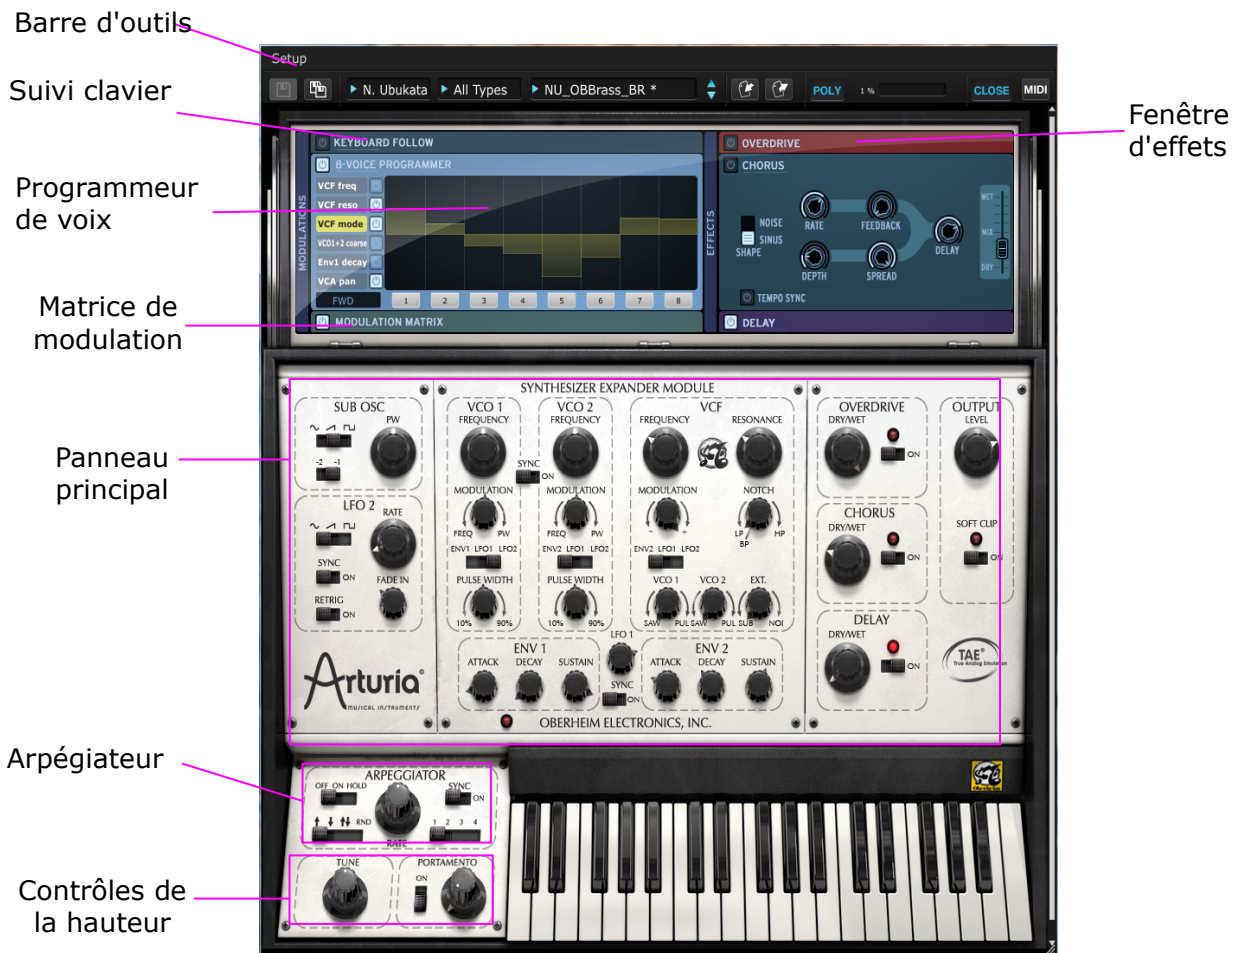 Barre d'outils
Setup
Suivi clavier
N. Ubukata
All Types
NU_OBBrass_BR *
POLY
1 %
CLOSE
MIDI
Fenêtre
d'effets
KEYBOARD FOLLOW
OVERDRIVE
8-VOICE PROGRAMMER
CHORUS
Programmeur
de voix
MODULATIONS
VCF freq
VCF reso
VCF mode
VCO1+2 coarse
Env1 decay
VCA pan
FWD
1 2 3 4 5 6 7 8
EFFECTS
NOISE
SINUS
SHAPE
RATE
FEEDBACK
DEPTH
SPREAD
DELAY
WET
MIX
DRY
TEMPO SYNC
Matrice de
modulation
MODULATION MATRIX
DELAY
Panneau
principal
SYNTHESIZER EXPANDER MODULE
SUB OSC
PW
-2 -1
LFO 2
RATE
SYNC
ON
FADE IN
RETRIG
ON
Arturia®
MUSICAL INSTRUMENTS
VCO 1
FREQUENCY
SYNC
ON
MODULATION
FREQ PW
ENV1 LFO1 LFO2
PULSE WIDTH
10% 90%
VCO 2
FREQUENCY
MODULATION
FREQ PW
ENV2 LFO1 LFO2
PULSE WIDTH
10% 90%
VCF
FREQUENCY
RESONANCE
MODULATION
- +
NOTCH
LP HP
BP
ENV2 LFO1 LFO2
VCO 1 VCO 2 EXT.
SAW PUL SAW PUL SUB NOI
ENV 1
ATTACK DECAY SUSTAIN
LFO 1
SYNC
ON
ENV 2
ATTACK DECAY SUSTAIN
OBERHEIM ELECTRONICS, INC.
OVERDRIVE
DRY/WET
ON
CHORUS
DRY/WET
ON
DELAY
DRY/WET
ON
OUTPUT
LEVEL
SOFT CLIP
ON
TAE®
True Analog Emulation
Arpégiateur
ARPEGGIATOR
OFF ON HOLD
SYNC
ON
RND
RATE
1 2 3 4
Contrôles de
la hauteur
TUNE
PORTAMENTO
ON